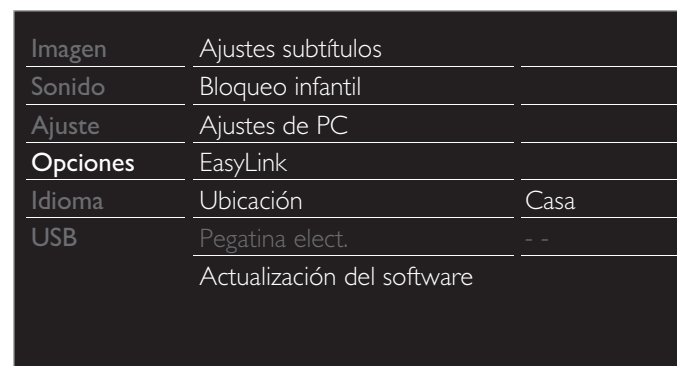 Imagen Ajustes subtítulos
Sonido Bloqueo infantil
Ajuste Ajustes de PC
Opciones EasyLink
Idioma Ubicación Casa
USB Pegatina elect. - -
Actualización del software